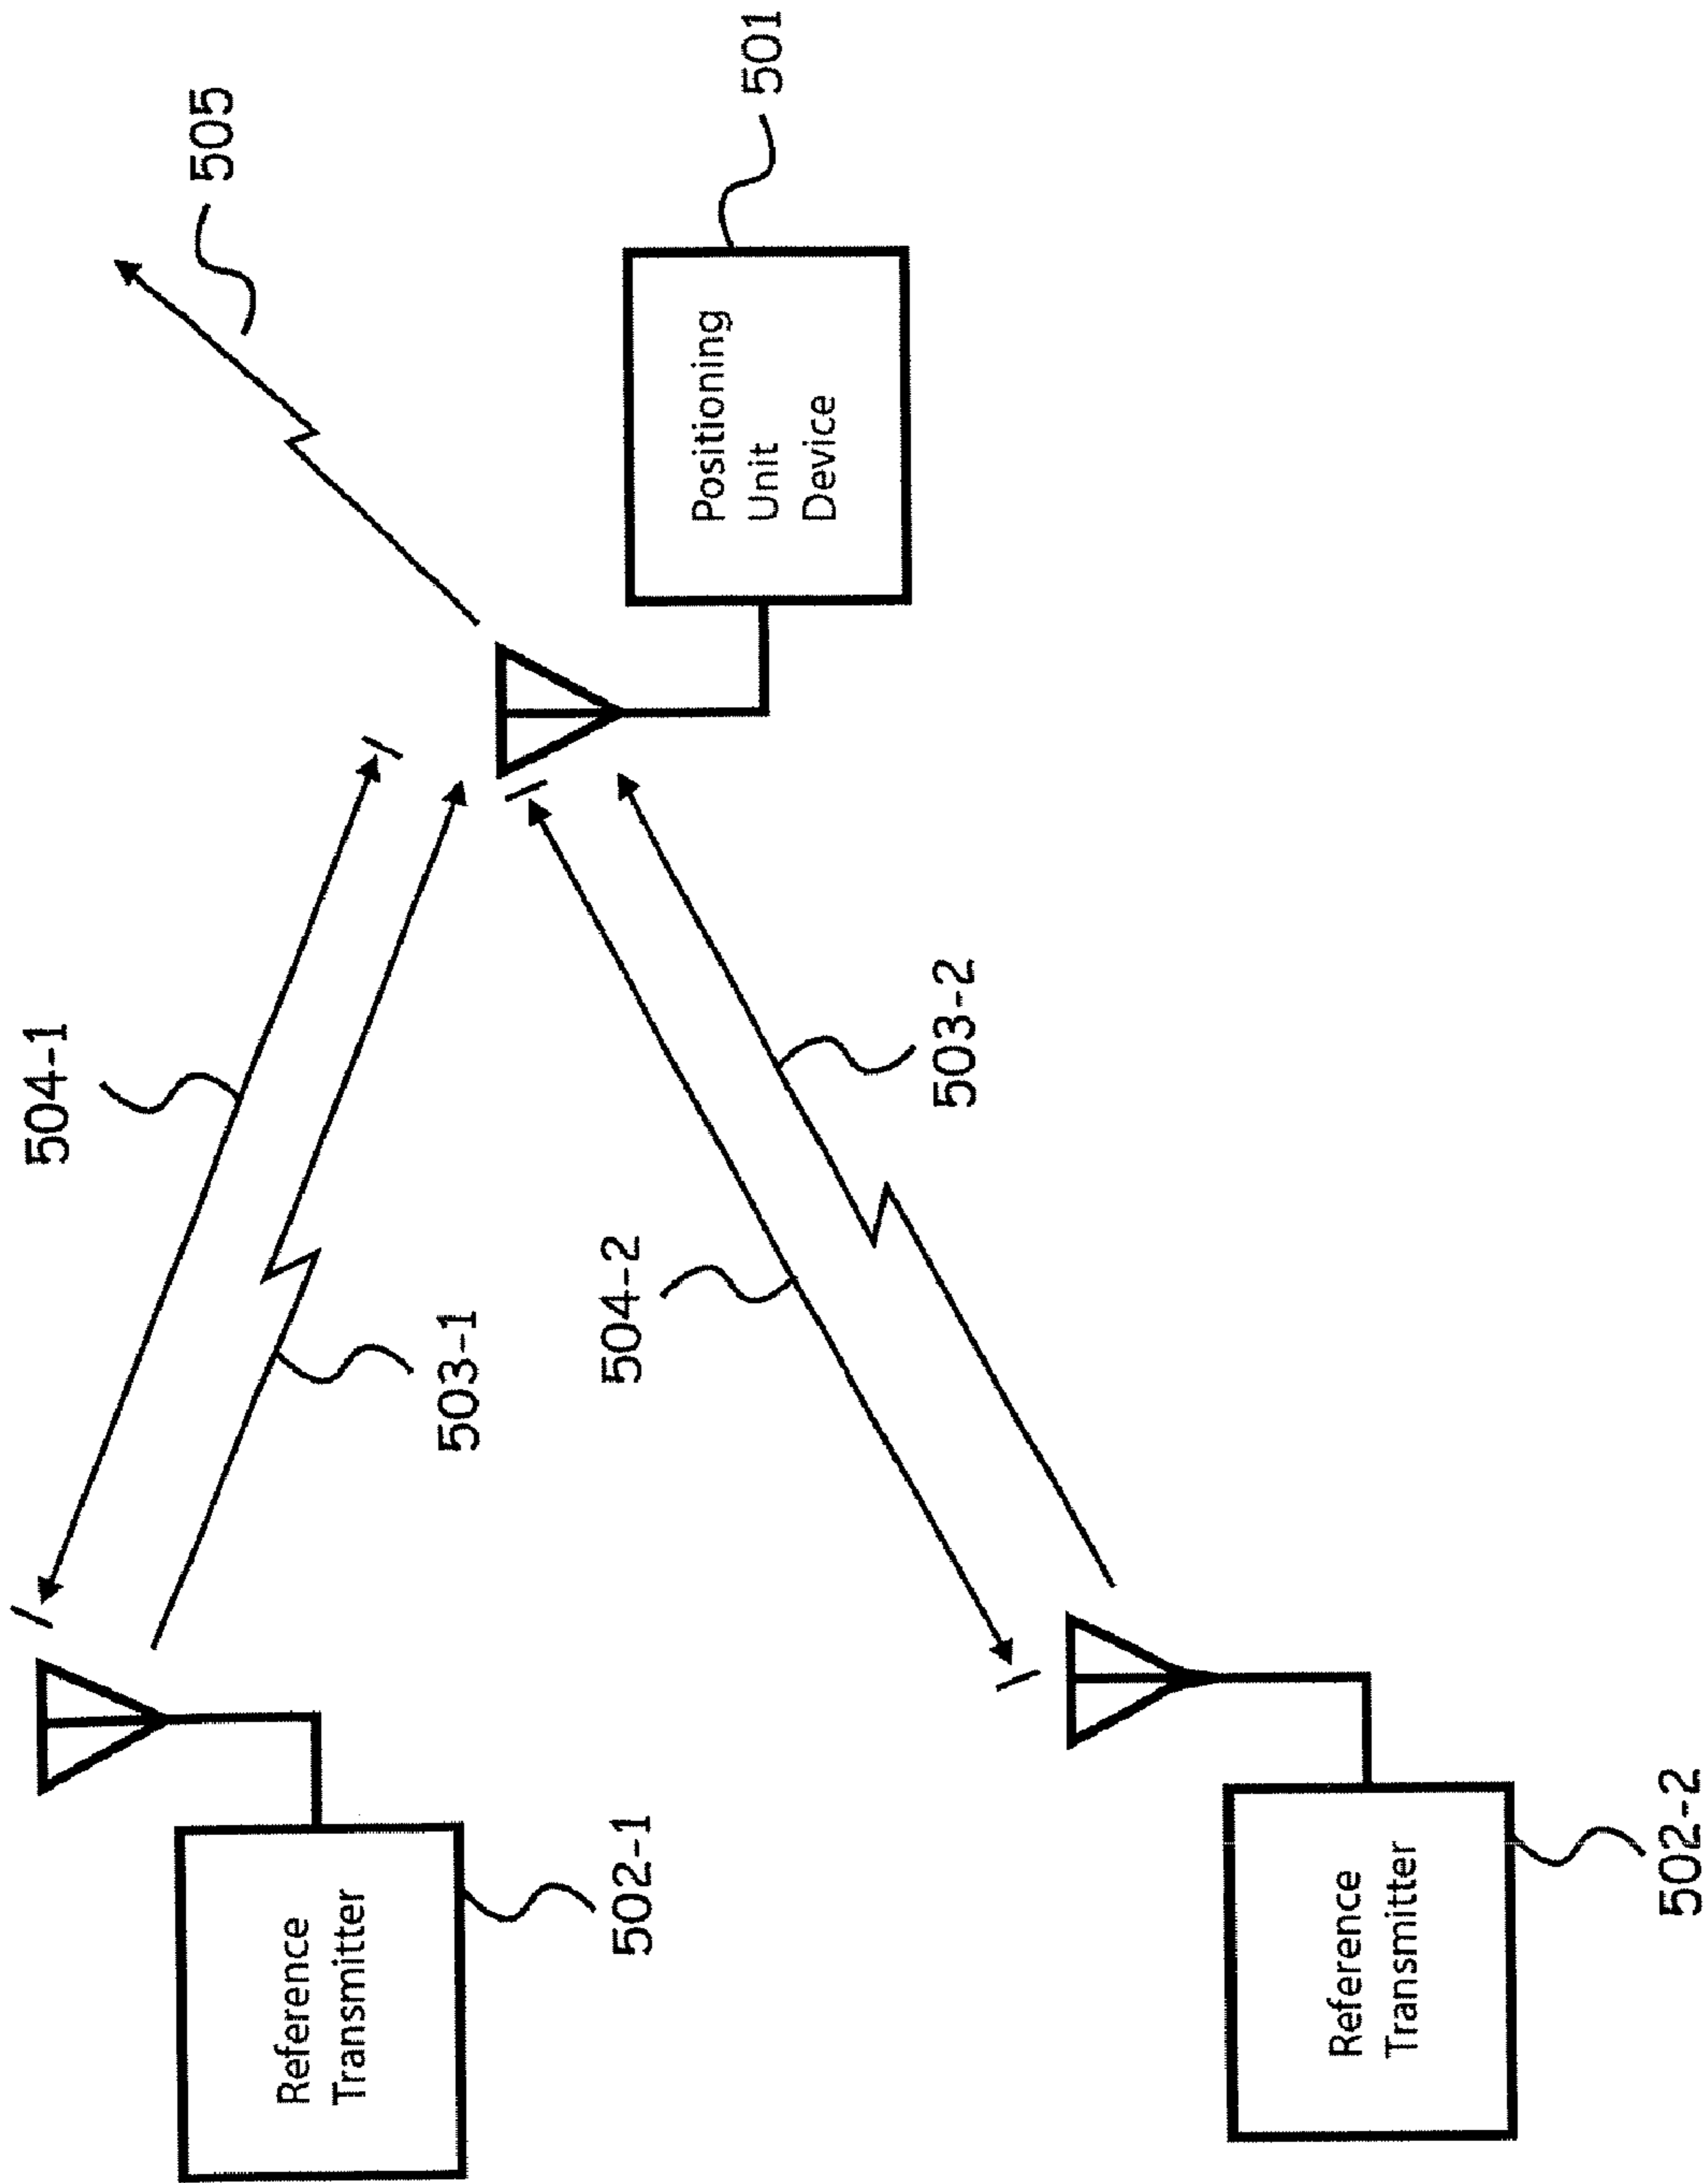 505
504-1
501
Positioning
Unit
Device
503-1
504-2
503-2
Reference
Transmitter
502-1
Reference
Transmitter
502-2